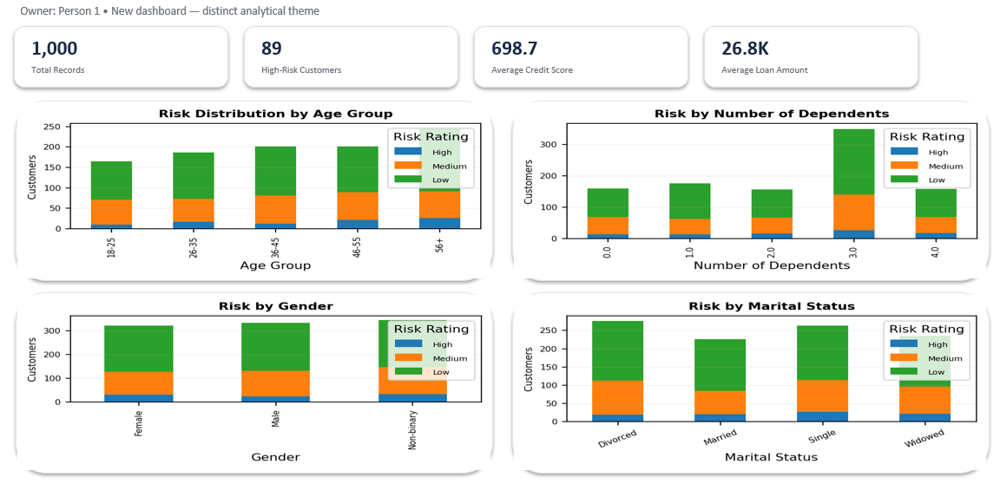 Owner: Person 1 • New dashboard — distinct analytical theme
1,000
Total Records
89
High-Risk Customers
698.7
Average Credit Score
26.8K
Average Loan Amount
Risk Distribution by Age Group
Customers
250
200
150
100
50
0
Risk Rating
High
Medium
Low
18-25
26-35
36-45
46-55
56+
Age Group
Risk by Number of Dependents
Customers
300
200
100
0
Risk Rating
High
Medium
Low
0.0
1.0
2.0
3.0
4.0
Number of Dependents
Risk by Gender
Customers
300
200
100
0
Risk Rating
High
Medium
Low
Female
Male
Non-binary
Gender
Risk by Marital Status
Customers
250
200
150
100
50
0
Risk Rating
High
Medium
Low
Divorced
Married
Single
Widowed
Marital Status